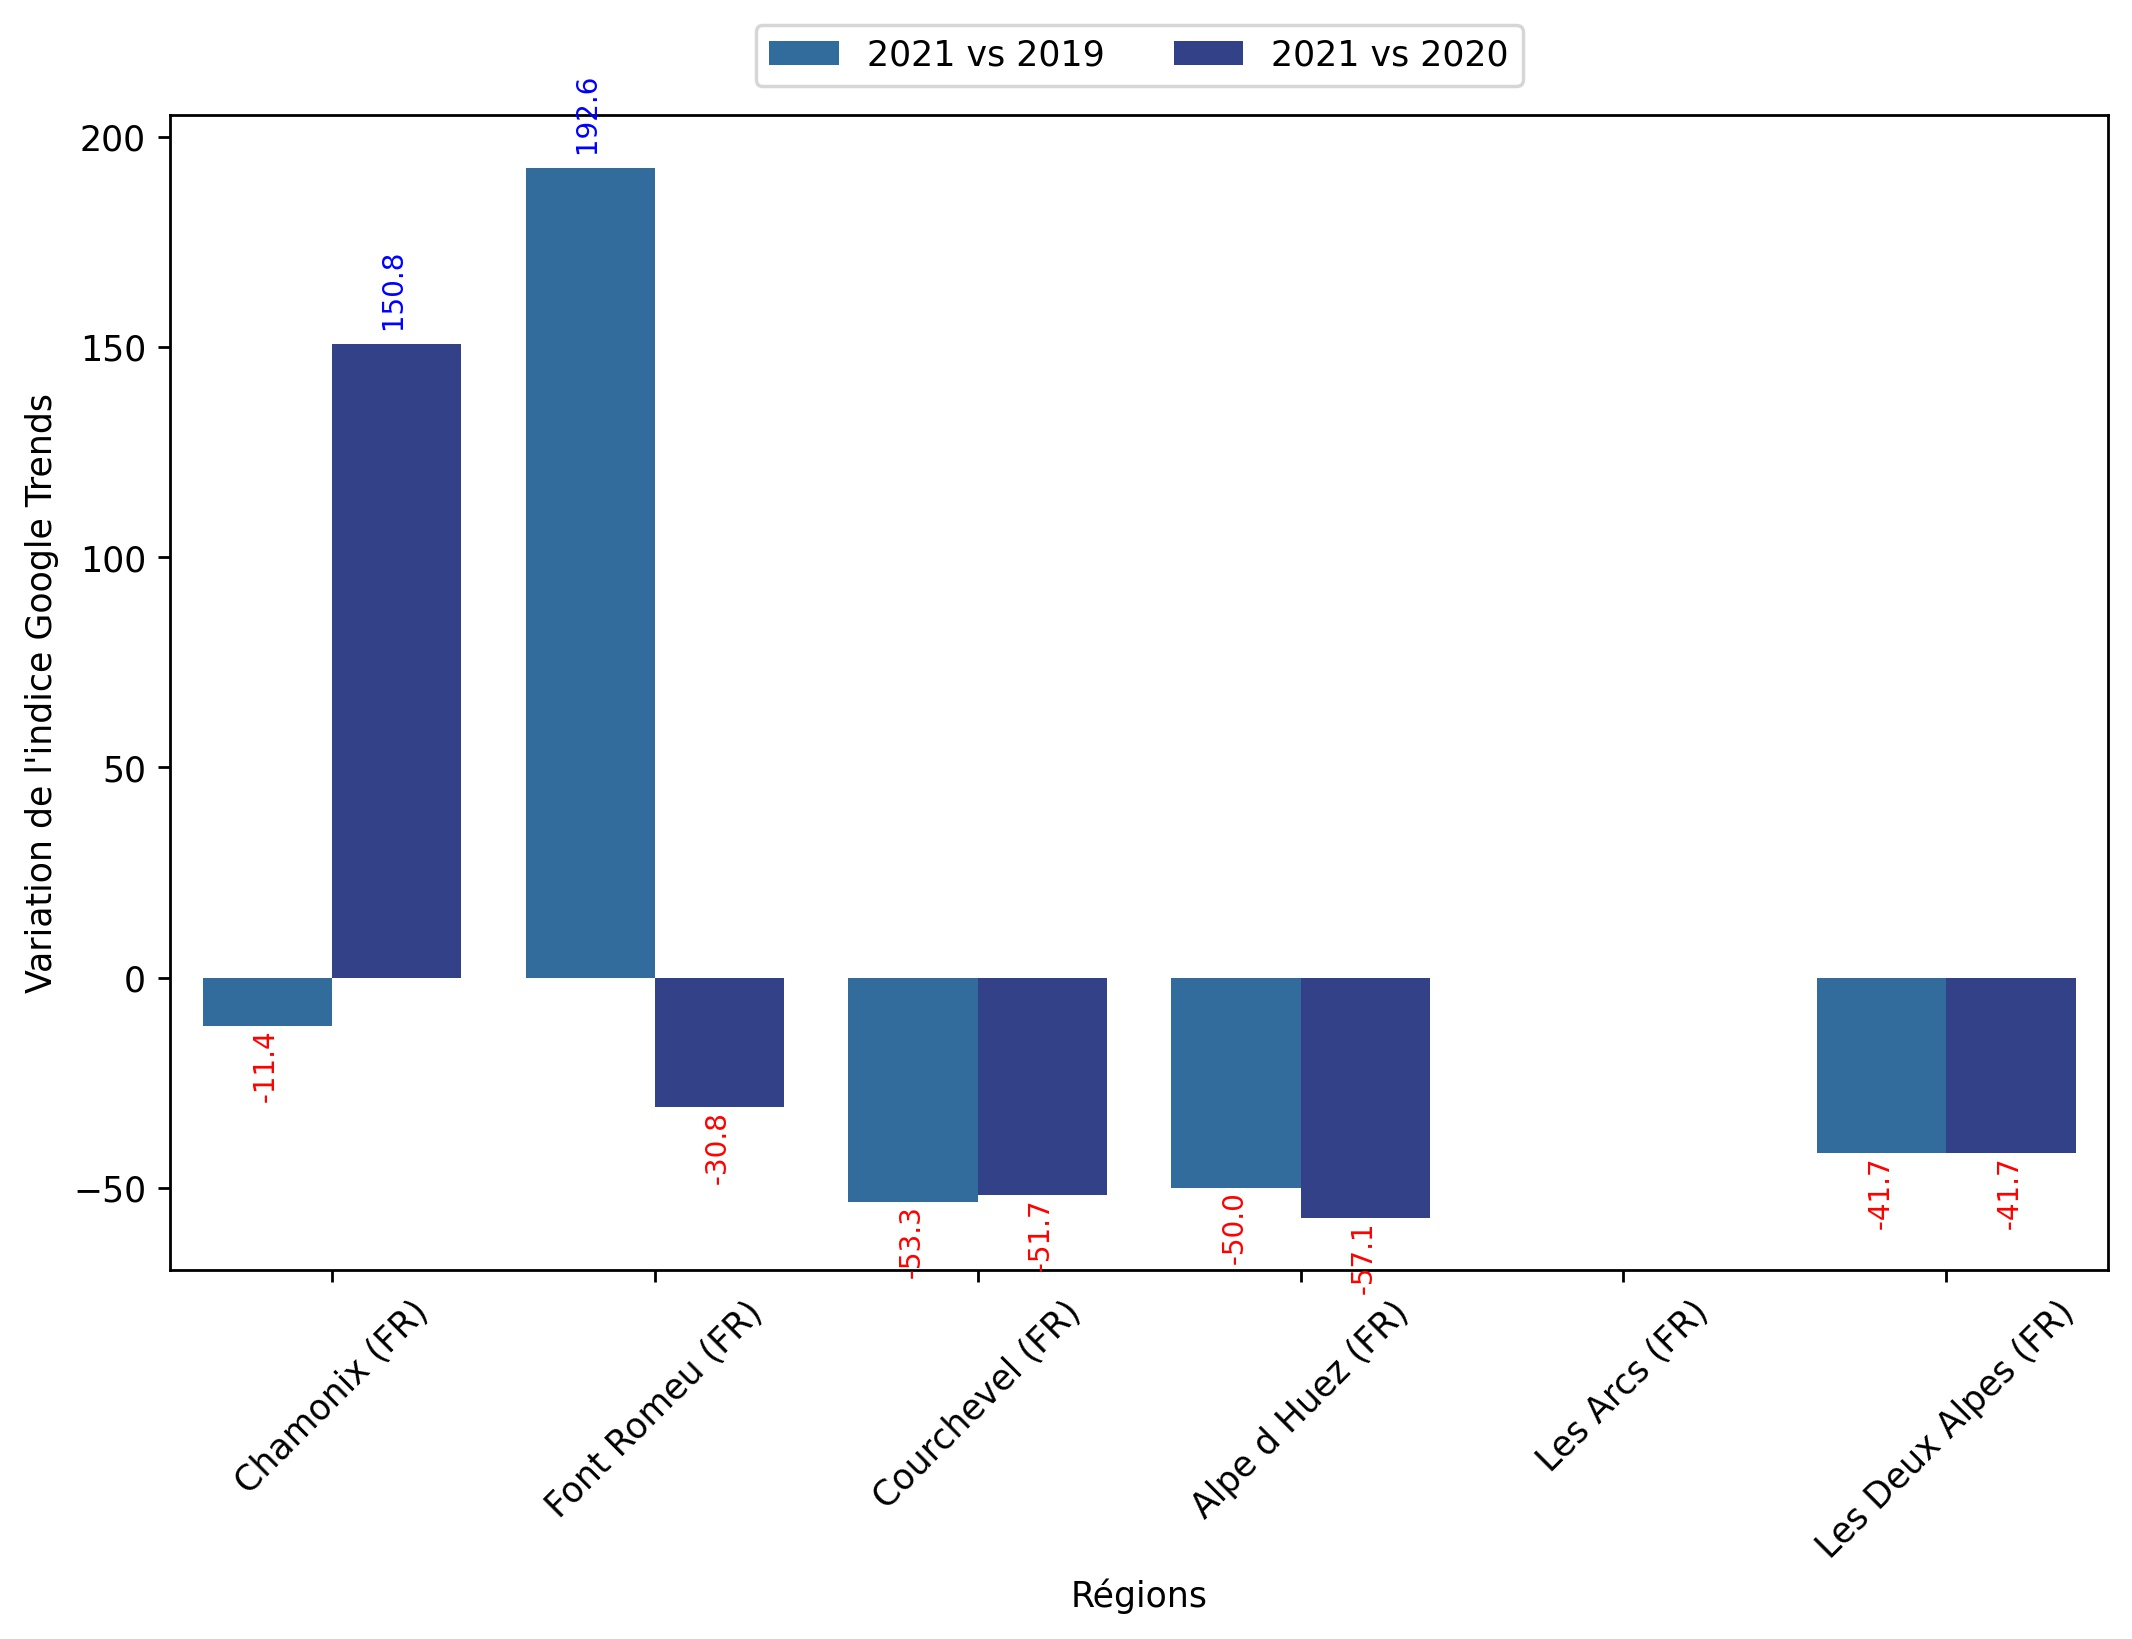 2021 vs 2019
2021 vs 2020
Variation de l'indice Google Trends
200
150
100
50
0
−50
-11.4
150.8
192.6
-30.8
-53.3
-51.7
-50.0
-57.1
-41.7
-41.7
Chamonix (FR)
Font Romeu (FR)
Courchevel (FR)
Alpe d Huez (FR)
Les Arcs (FR)
Les Deux Alpes (FR)
Régions